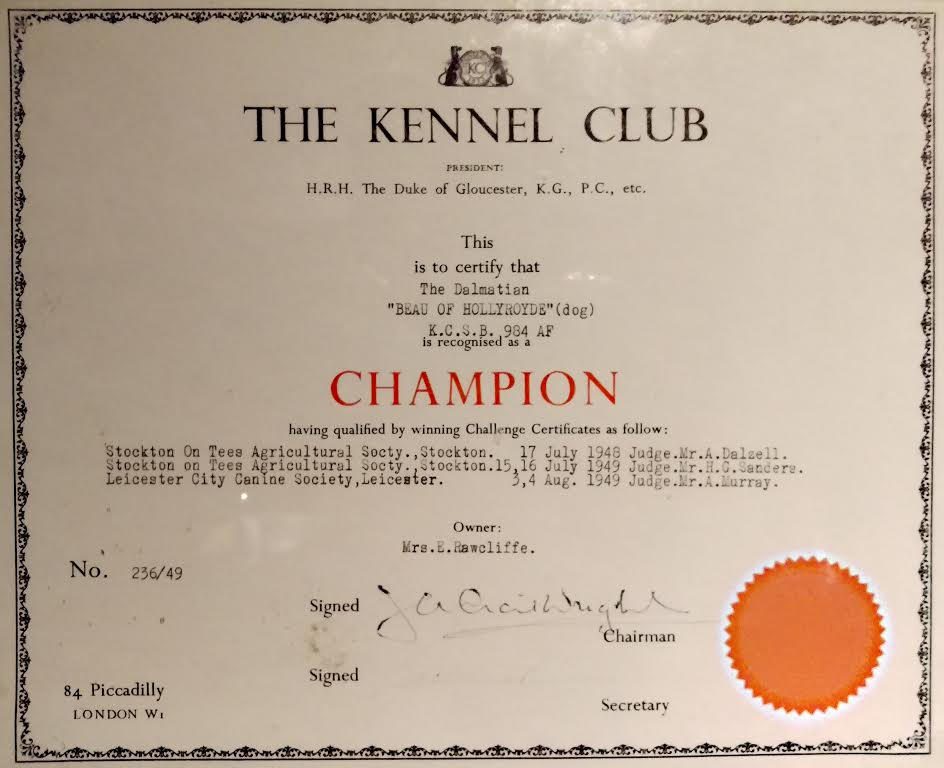 KC
THE KENNEL CLUB
PRESIDENT:
H.R.H. The Duke of Gloucester, K.G., P.C., etc.
This
is to certify that
The Dalmatian
"BEAU OF HOLLYROYDE"(dog)
K.C.S.B. 984 AF
is recognised as a
CHAMPION
having qualified by winning Challenge Certificates as follow:
Stockton On Tees Agricultural Socty.,Stockton. 17 July 1948 Judge.Mr.A.Dalzell.
Stockton on Tees Agricultural Socty.,Stockton.15,16 July 1949 Judge.Mr.H.G.Sanders.
Leicester City Canine Society,Leicester. 3,4 Aug. 1949 Judge.Mr.A.Murray.
Owner:
Mrs.E.Rawcliffe.
No. 236/49
Signed
Chairman
Signed
84 Piccadilly
Secretary
LONDON W1